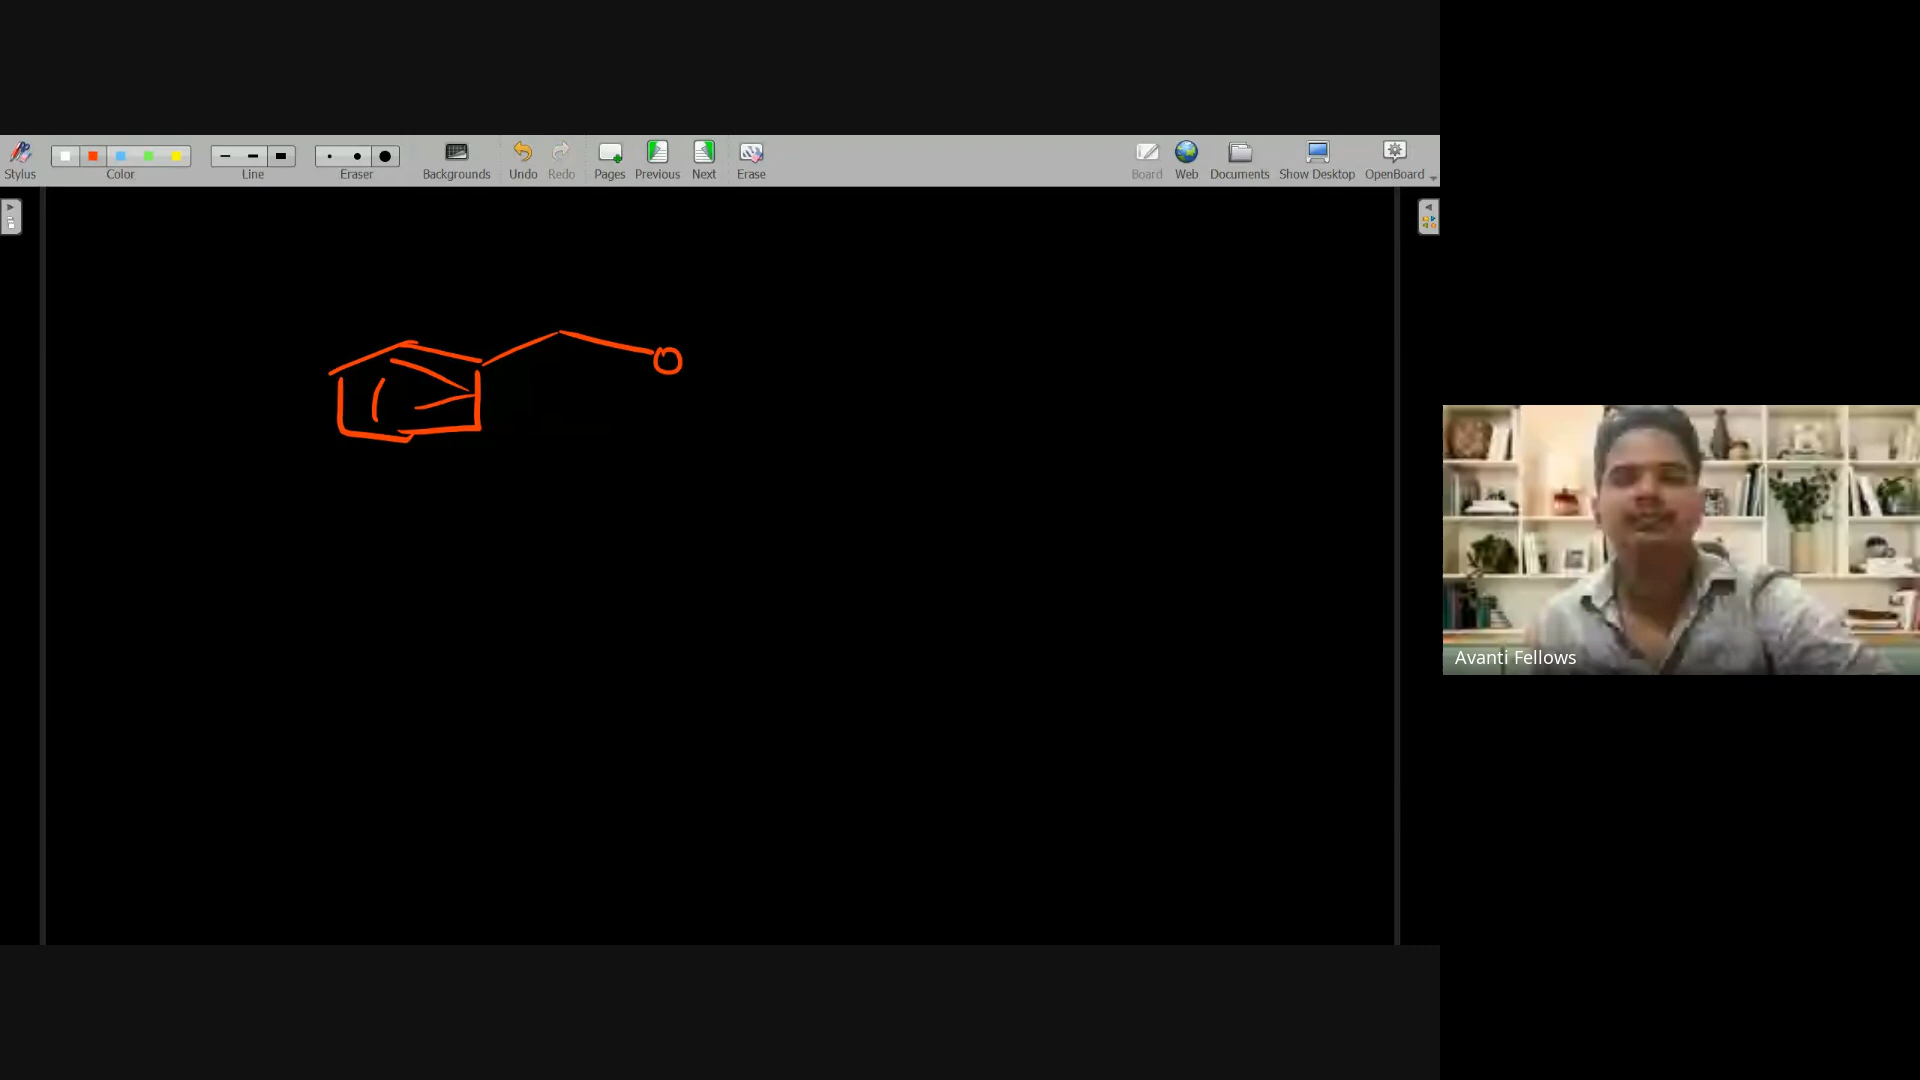 Stylus Color Line Eraser Backgrounds Undo Redo Pages Previous Next Erase Board Web Documents Show Desktop OpenBoard
O
Avanti Fellows